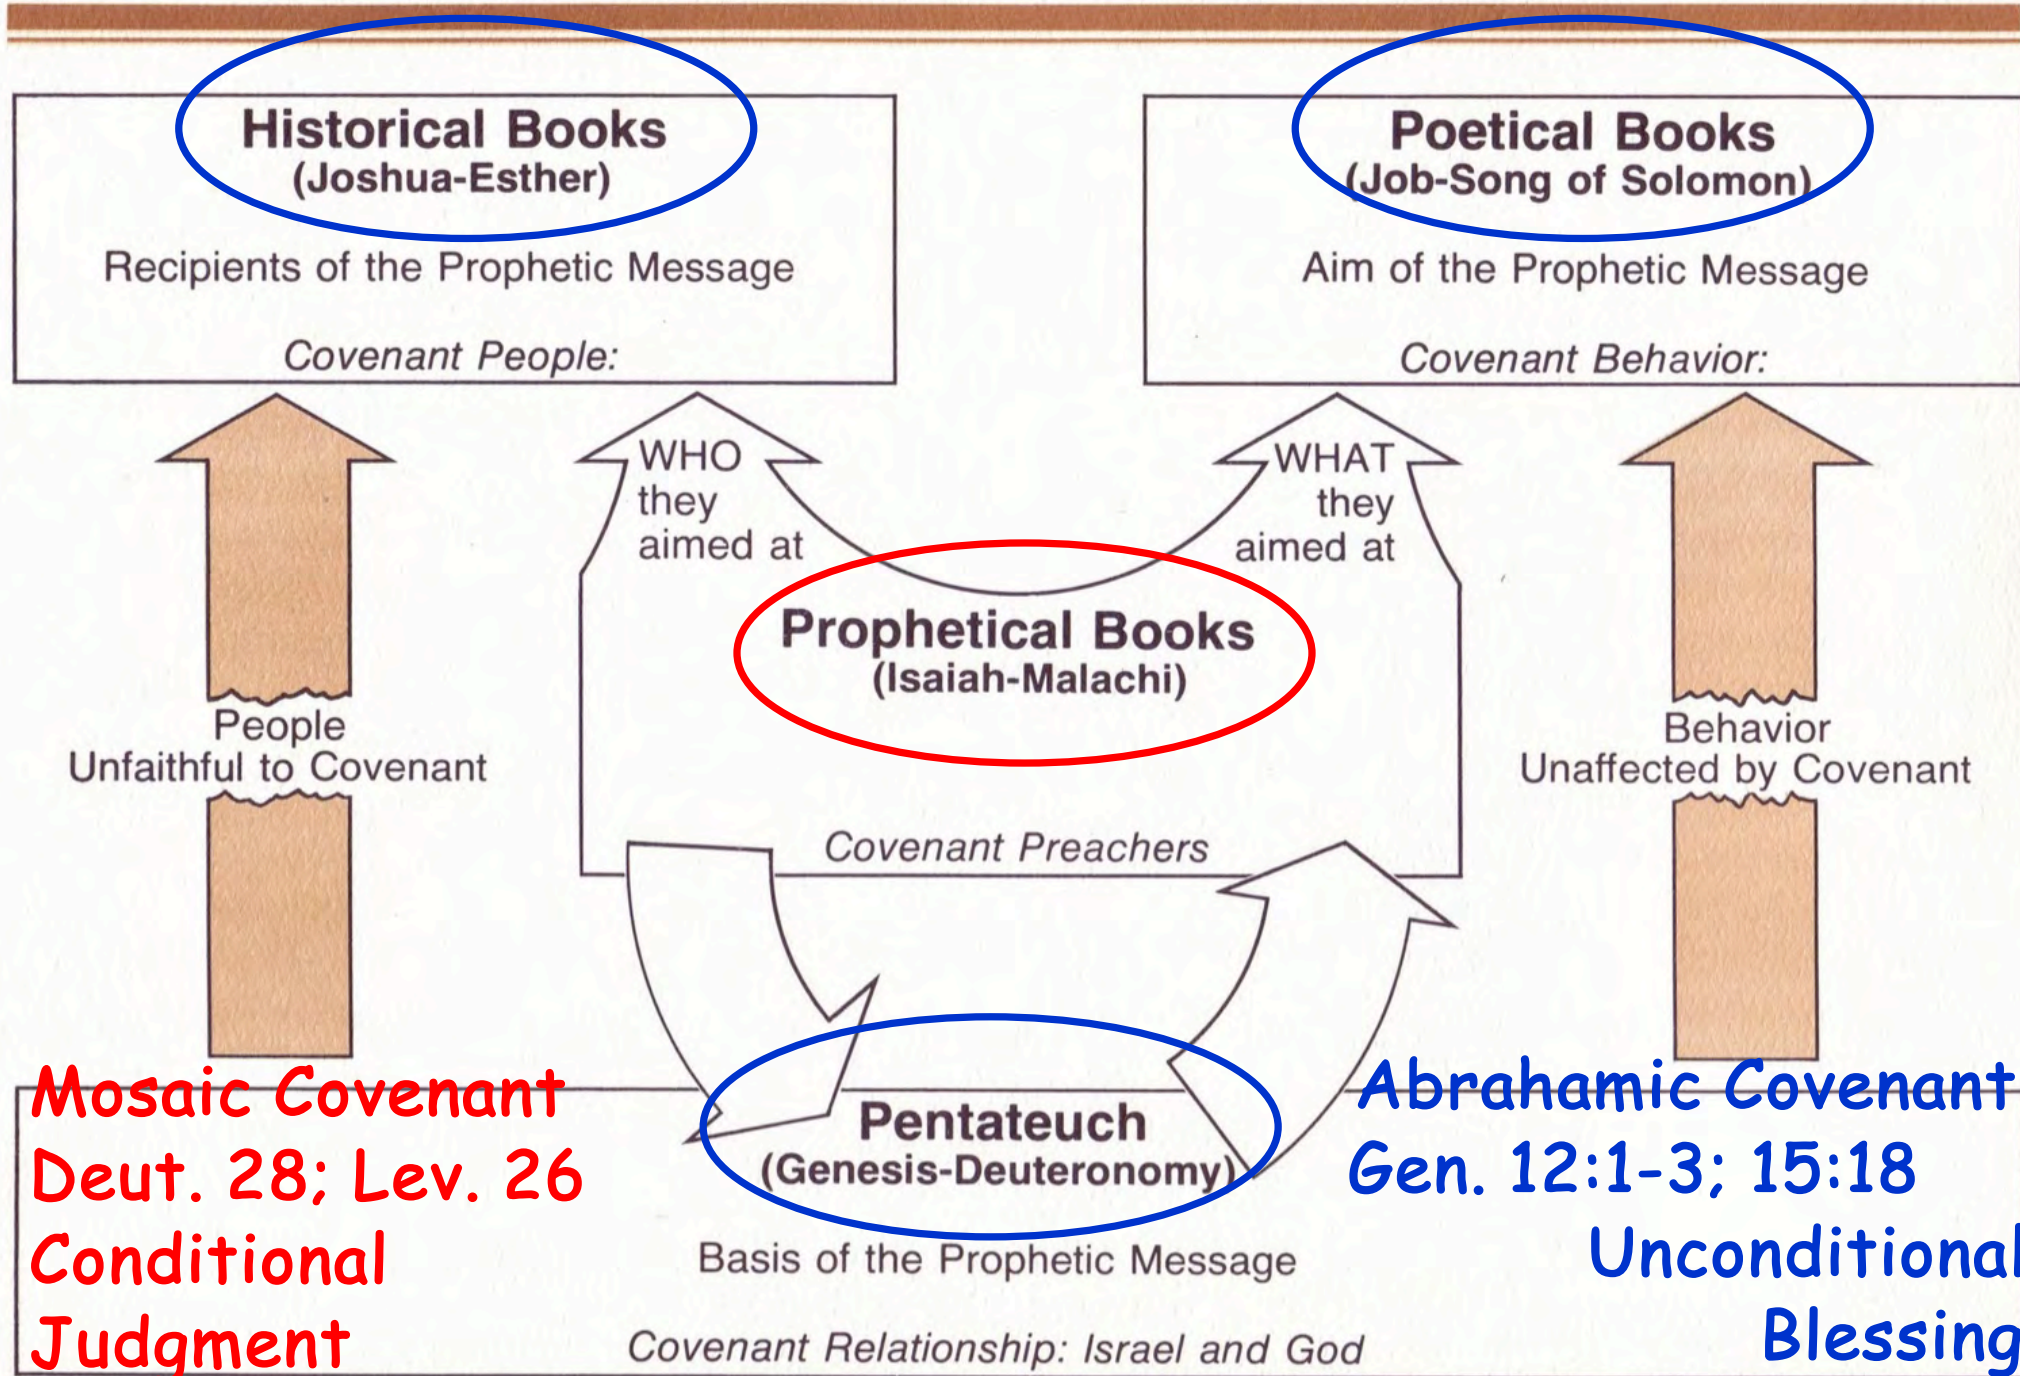 Historical Books
(Joshua-Esther)
Recipients of the Prophetic Message
Covenant People:
Poetical Books
(Job-Song of Solomon)
Aim of the Prophetic Message
Covenant Behavior:
WHO
they
aimed at
WHAT
they
aimed at
Prophetical Books
(Isaiah-Malachi)
Covenant Preachers
People
Unfaithful to Covenant
Behavior
Unaffected by Covenant
Mosaic Covenant
Deut. 28; Lev. 26
Conditional
Judgment
Pentateuch
(Genesis-Deuteronomy)
Basis of the Prophetic Message
Covenant Relationship: Israel and God
Abrahamic Covenant
Gen. 12:1-3; 15:18
Unconditional
Blessing